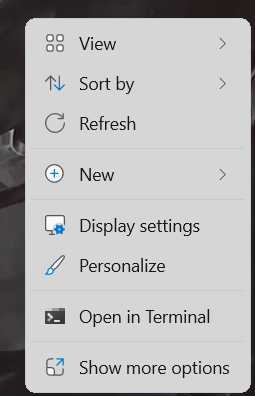 View
Sort by
Refresh
New
Display settings
Personalize
Open in Terminal
Show more options